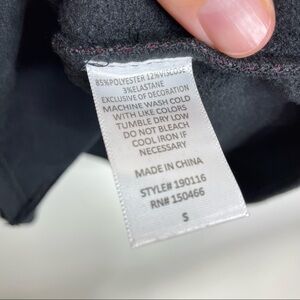 85%POLYESTER 12%VISCOSE
3%ELASTANE
EXCLUSIVE OF DECORATION
MACHINE WASH COLD
WITH LIKE COLORS
TUMBLE DRY LOW
DO NOT BLEACH
COOL IRON IF
NECESSARY
MADE IN CHINA
STYLE# 190116
RN# 150466
S